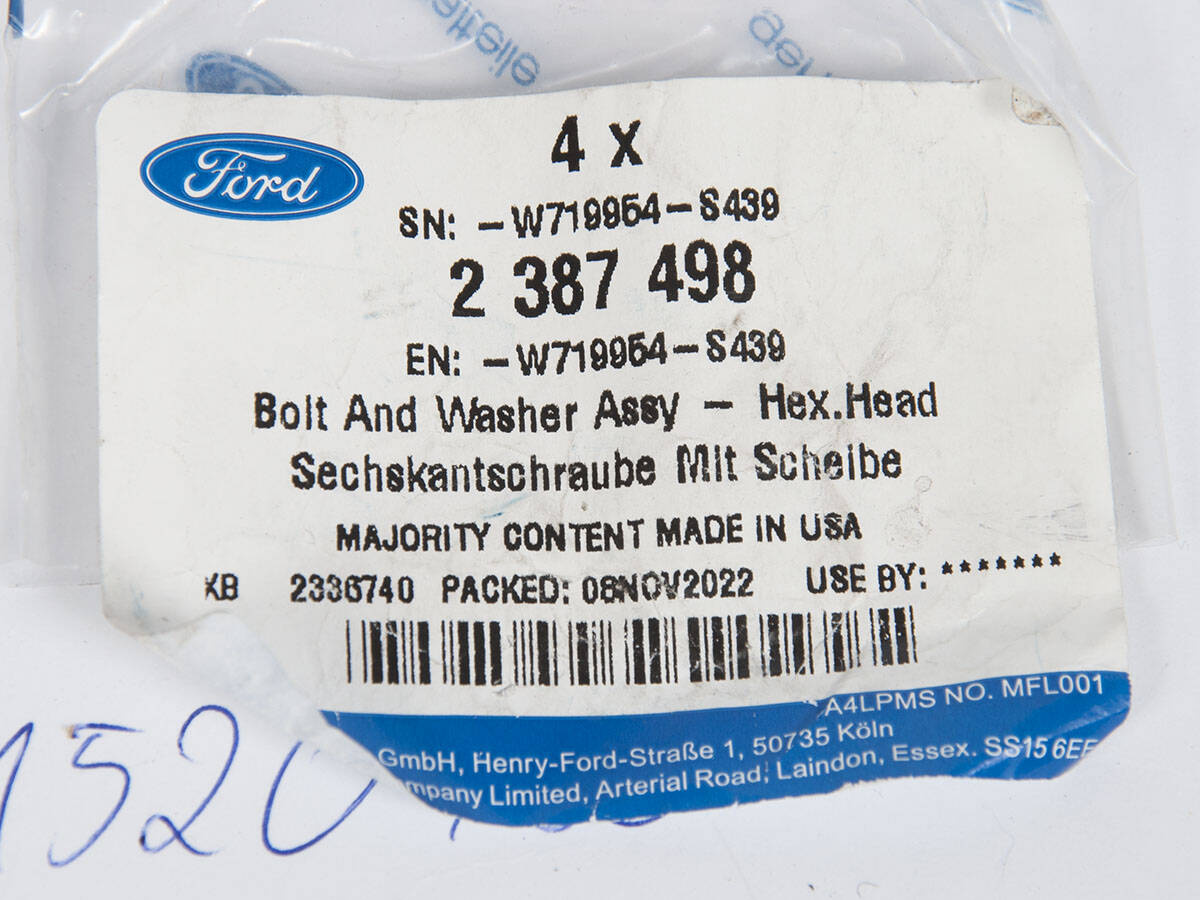 Ford
4 x
SN: -W719954-S439
2 387 498
EN: -W719954-S439
Bolt And Washer Assy - Hex.Head
Sechskantschraube Mit Scheibe
MAJORITY CONTENT MADE IN USA
KB 2336740 PACKED: 08NOV2022 USE BY: *******
A4LPMS NO. MFL001
GmbH, Henry-Ford-Straße 1, 50735 Köln
mpany Limited, Arterial Road, Laindon, Essex. SS15 6EE
1520